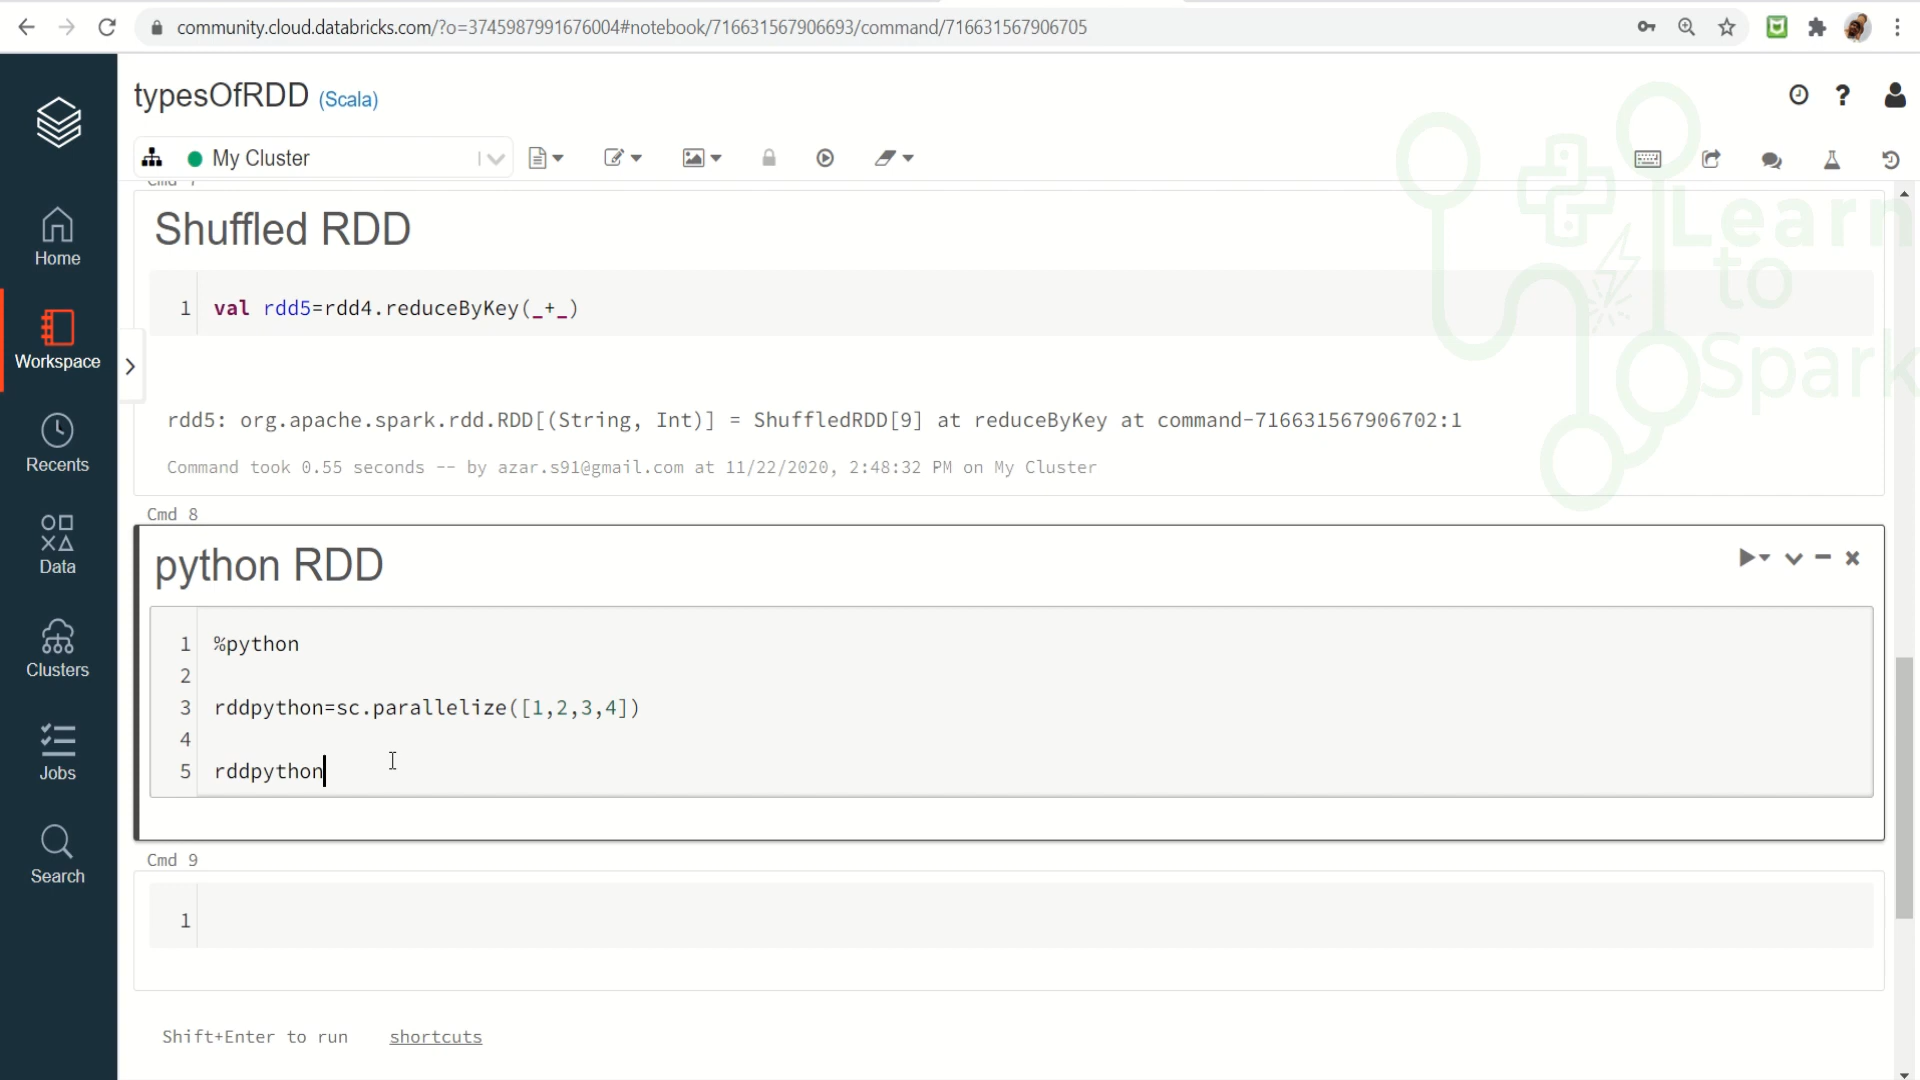 community.cloud.databricks.com/?o=3745987991676004#notebook/716631567906693/command/716631567906705
typesOfRDD (Scala)
?
My Cluster
Home
Workspace
Recents
Data
Clusters
Jobs
Search
Learn
to
Spark
Shuffled RDD
1 val rdd5=rdd4.reduceByKey(_+_)
rdd5: org.apache.spark.rdd.RDD[(String, Int)] = ShuffledRDD[9] at reduceByKey at command-716631567906702:1
Command took 0.55 seconds -- by azar.s91@gmail.com at 11/22/2020, 2:48:32 PM on My Cluster
Cmd 8
python RDD
1 %python
2
3 rddpython=sc.parallelize([1,2,3,4])
4
5 rddpython
Cmd 9
1
Shift+Enter to run shortcuts